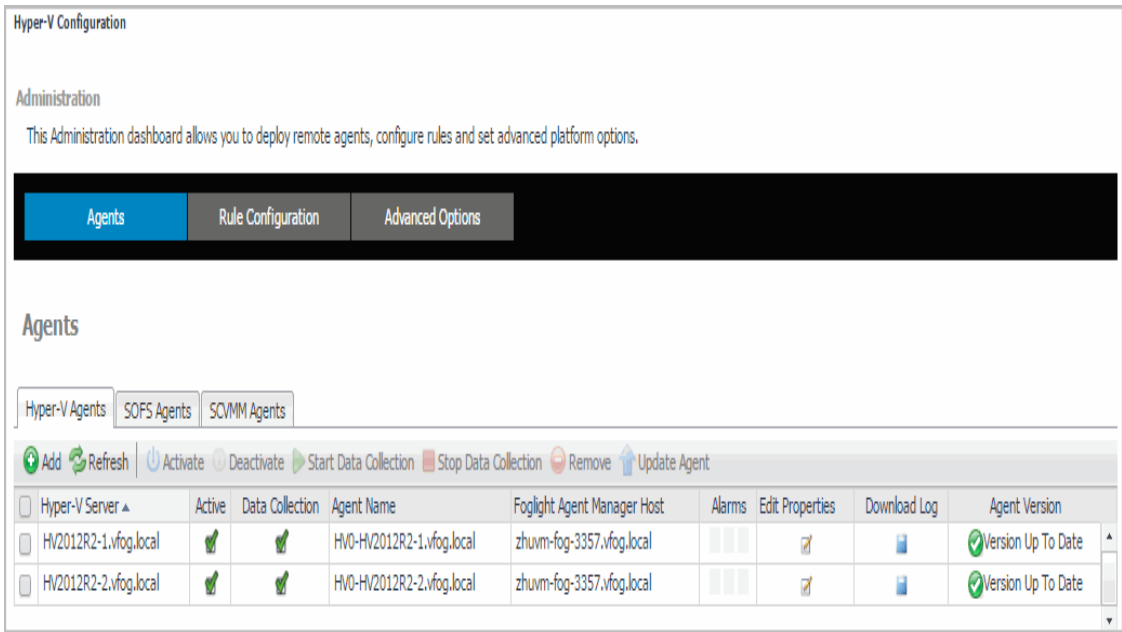 Hyper-V Configuration
Administration
This Administration dashboard allows you to deploy remote agents, configure rules and set advanced platform options.
Agents Rule Configuration Advanced Options
Agents
Hyper-V Agents SOFS Agents SCVMM Agents
Add Refresh Activate Deactivate Start Data Collection Stop Data Collection Remove Update Agent
Hyper-V Server Active Data Collection Agent Name Foglight Agent Manager Host Alarms Edit Properties Download Log Agent Version
HV2012R2-1.vfog.local HV0-HV2012R2-1.vfog.local zhuvm-fog-3357.vfog.local Version Up To Date
HV2012R2-2.vfog.local HV0-HV2012R2-2.vfog.local zhuvm-fog-3357.vfog.local Version Up To Date